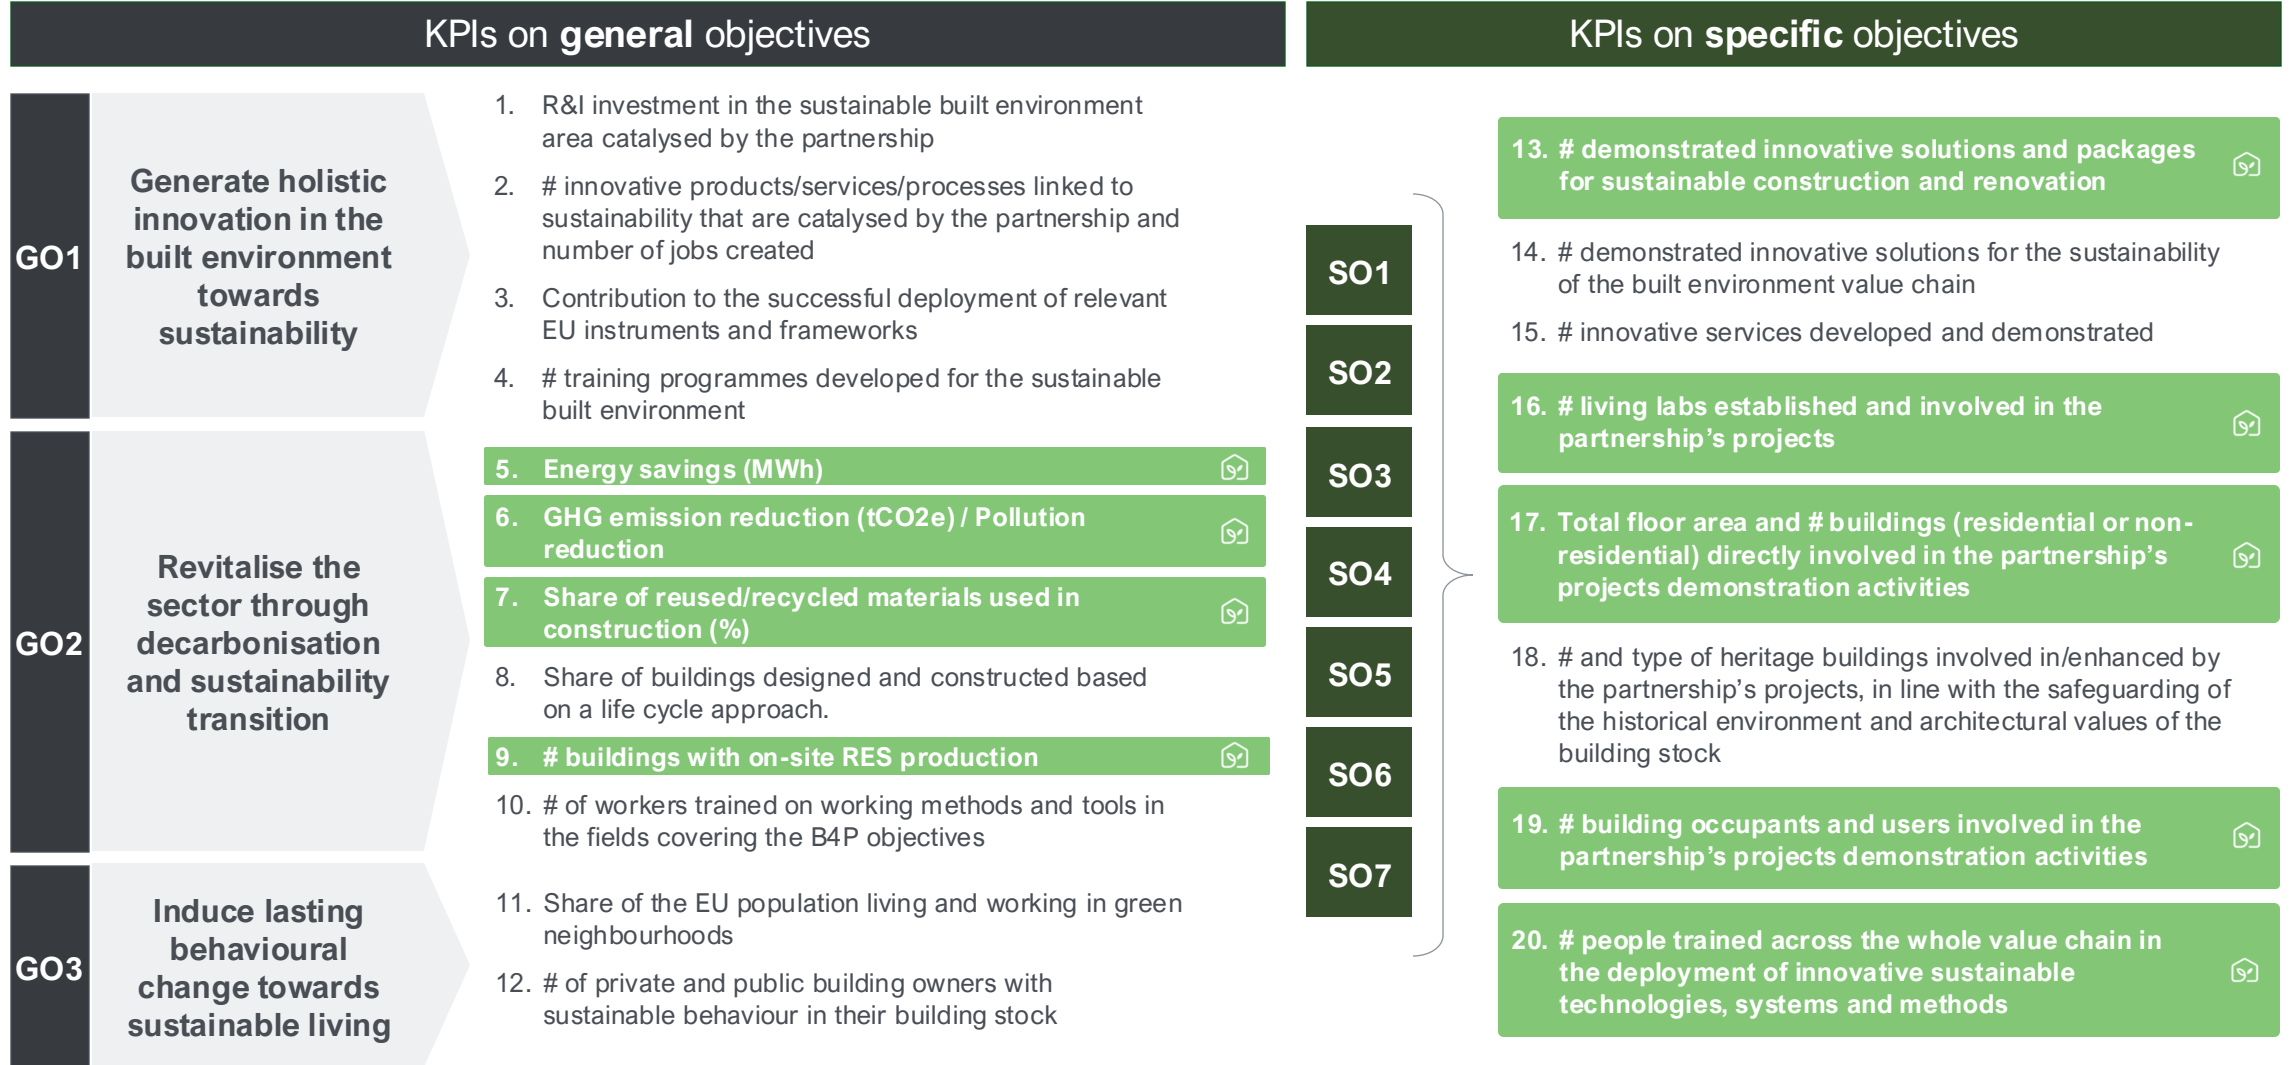 KPIs on general objectives
GO1
Generate holistic
innovation in the
built environment
towards
sustainability
1. R&I investment in the sustainable built environment
area catalysed by the partnership
2. # innovative products/services/processes linked to
sustainability that are catalysed by the partnership and
number of jobs created
3. Contribution to the successful deployment of relevant
EU instruments and frameworks
4. # training programmes developed for the sustainable
built environment
GO2
Revitalise the
sector through
decarbonisation
and sustainability
transition
5. Energy savings (MWh)
6. GHG emission reduction (tCO2e) / Pollution
reduction
7. Share of reused/recycled materials used in
construction (%)
8. Share of buildings designed and constructed based
on a life cycle approach.
9. # buildings with on-site RES production
10. # of workers trained on working methods and tools in
the fields covering the B4P objectives
GO3
Induce lasting
behavioural
change towards
sustainable living
11. Share of the EU population living and working in green
neighbourhoods
12. # of private and public building owners with
sustainable behaviour in their building stock
KPIs on specific objectives
SO1
SO2
SO3
SO4
SO5
SO6
SO7
13. # demonstrated innovative solutions and packages
for sustainable construction and renovation
14. # demonstrated innovative solutions for the sustainability
of the built environment value chain
15. # innovative services developed and demonstrated
16. # living labs established and involved in the
partnership's projects
17. Total floor area and # buildings (residential or non-
residential) directly involved in the partnership's
projects demonstration activities
18. # and type of heritage buildings involved in/enhanced by
the partnership's projects, in line with the safeguarding of
the historical environment and architectural values of the
building stock
19. # building occupants and users involved in the
partnership's projects demonstration activities
20. # people trained across the whole value chain in
the deployment of innovative sustainable
technologies, systems and methods